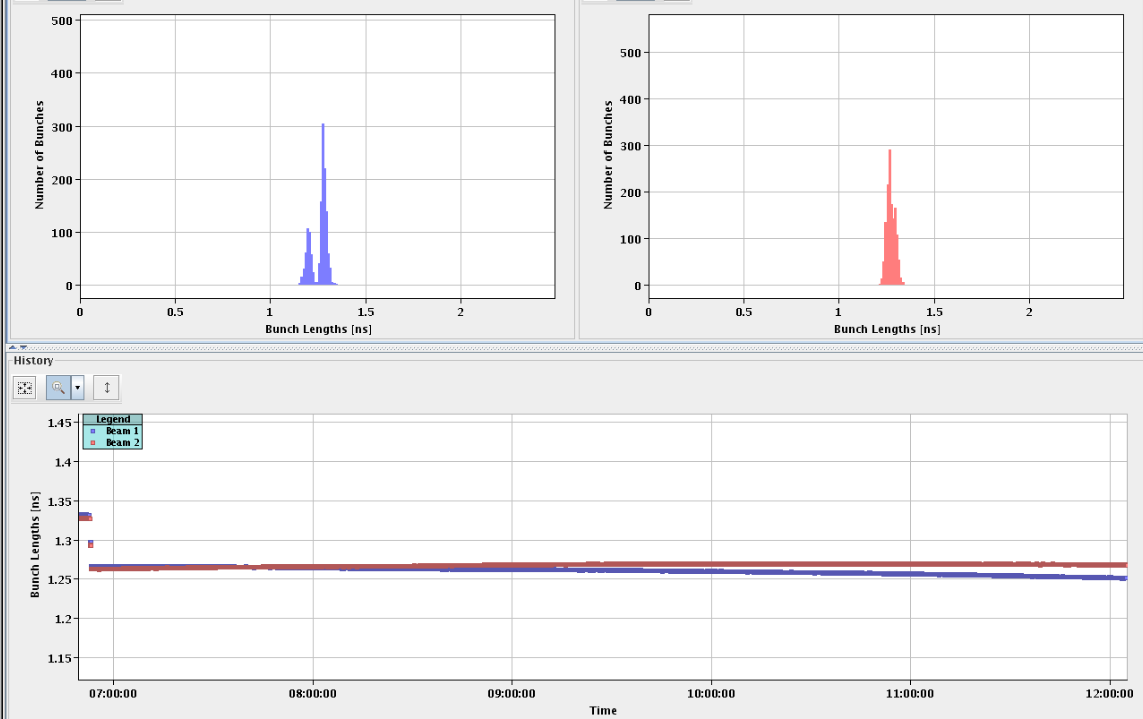 500
400
300
200
100
0
Number of Bunches
0 0.5 1 1.5 2
Bunch Lengths [ns]
500
400
300
200
100
0
Number of Bunches
0 0.5 1 1.5 2
Bunch Lengths [ns]
History
Legend
Beam 1
Beam 2
1.45
1.4
1.35
1.3
1.25
1.2
1.15
Bunch Lengths [ns]
07:00:00 08:00:00 09:00:00 10:00:00 11:00:00 12:00:00
Time